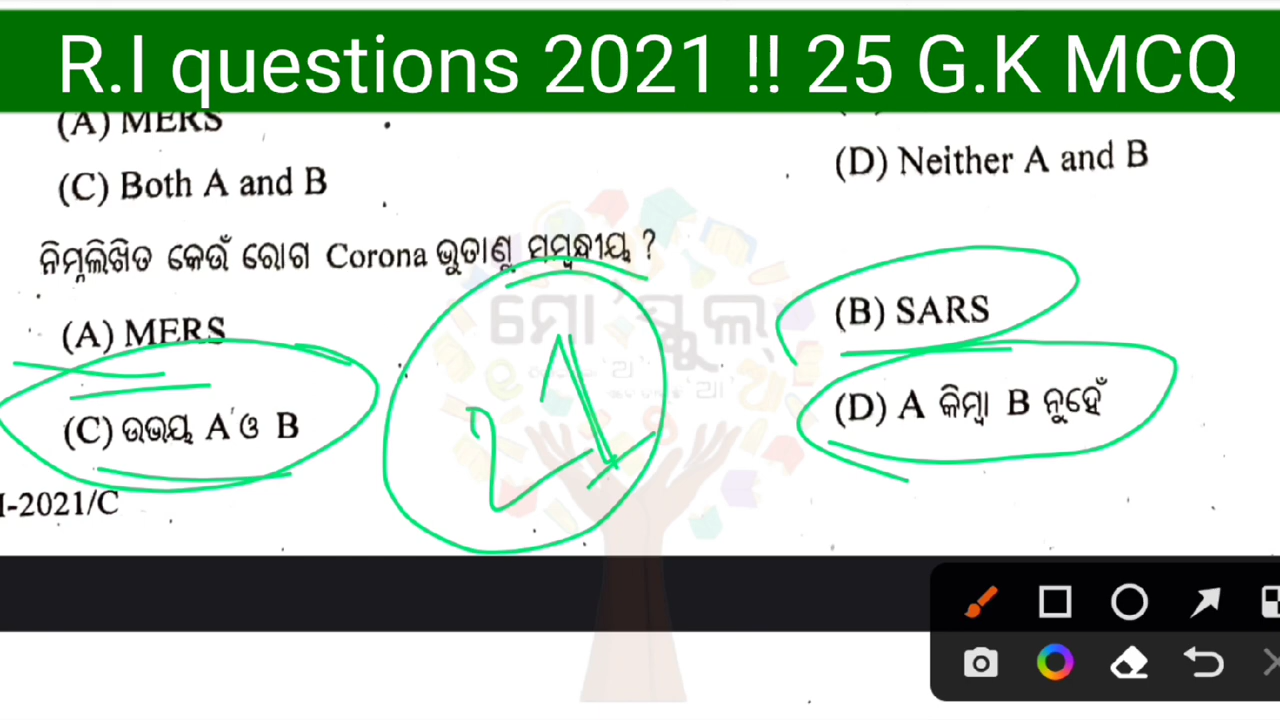 R.I questions 2021 !! 25 G.K MCQ
(A) MERS
(C) Both A and B
(D) Neither A and B
ନିମ୍ନଲିଖିତ କେଉଁ ରୋଗ Corona ଭୁତାଣୁ ସମ୍ବନ୍ଧୀୟ ?
(A) MERS
(B) SARS
(C) ଉଭୟ A ଓ B
(D) A କିମ୍ବା B ନୁହେଁ
I-2021/C
ମୋ ସ୍କୁଲ